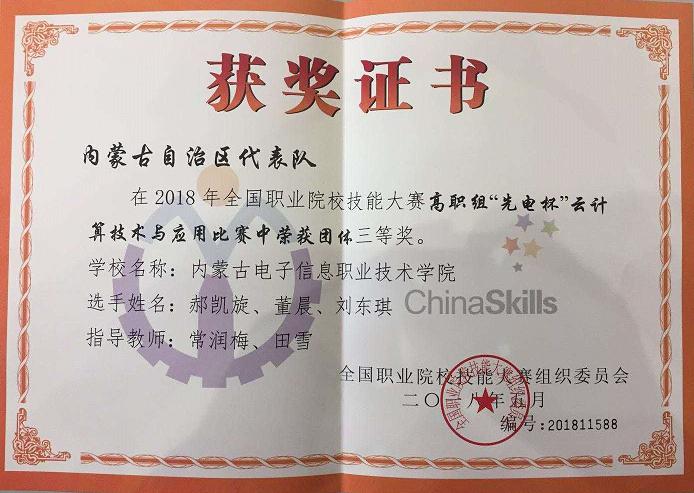 获奖证书
内蒙古自治区代表队
在2018年全国职业院校技能大赛高职组“先电杯”云计
算技术与应用比赛中荣获团体三等奖。
学校名称：内蒙古电子信息职业技术学院
选手姓名：郝凯旋、董晨、刘东琪
ChinaSkills
指导教师：常润梅、田雪
全国职业院校技能大赛组织委员会
二〇一八年五月
编号:201811588